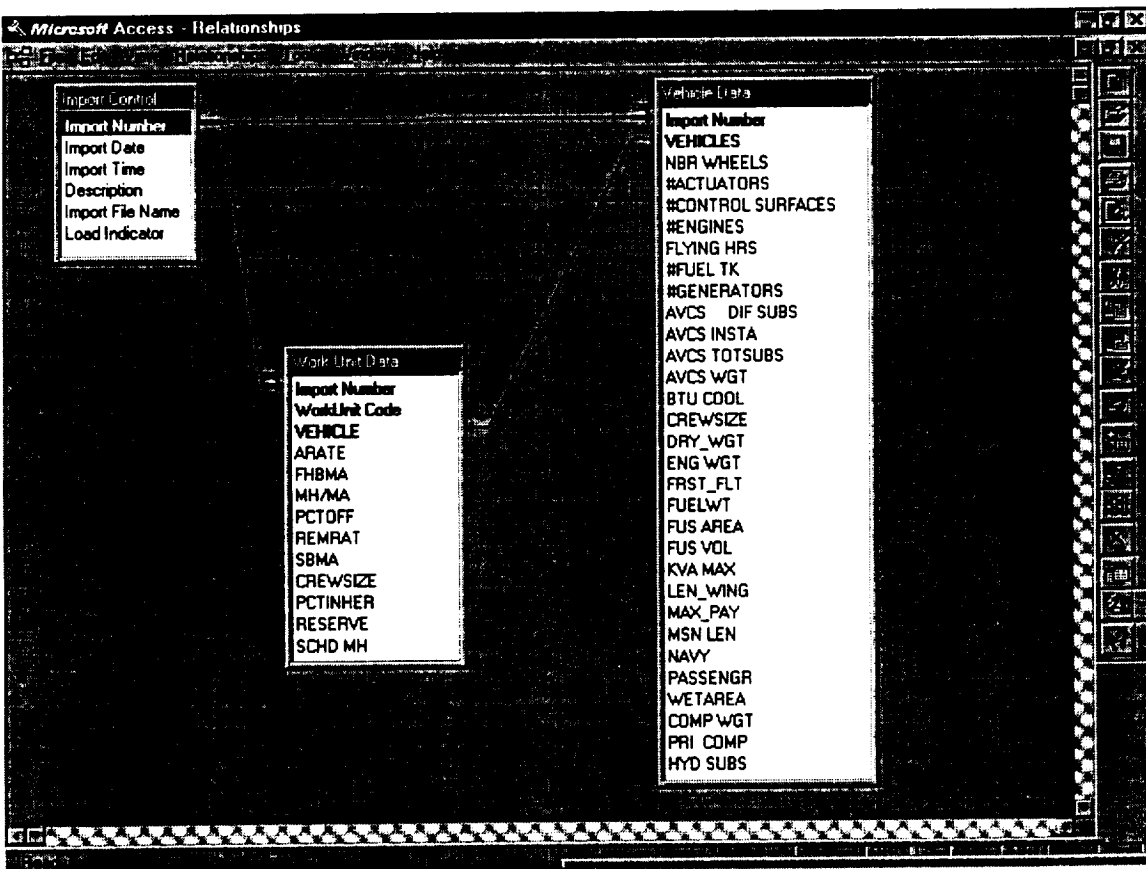 Microsoft Access - Relationships
Import Control
Import Number
Import Date
Import Time
Description
Import File Name
Load Indicator
Work Unit Data
Import Number
WorkUnit Code
VEHICLE
ARATE
FHBMA
MH/MA
PCTOFF
REMRAT
SBMA
CREWSIZE
PCTINHER
RESERVE
SCHD MH
Vehicle Data
Import Number
VEHICLES
NBR WHEELS
#ACTUATORS
#CONTROL SURFACES
#ENGINES
FLYING HRS
#FUEL TK
#GENERATORS
AVCS DIF SUBS
AVCS INSTA
AVCS TOTSUBS
AVCS WGT
BTU COOL
CREWSIZE
DRY_WGT
ENG WGT
FRST_FLT
FUELWT
FUS AREA
FUS VOL
KVA MAX
LEN_WING
MAX_PAY
MSN LEN
NAVY
PASSENGR
WETAREA
COMP WGT
PRI COMP
HYD SUBS